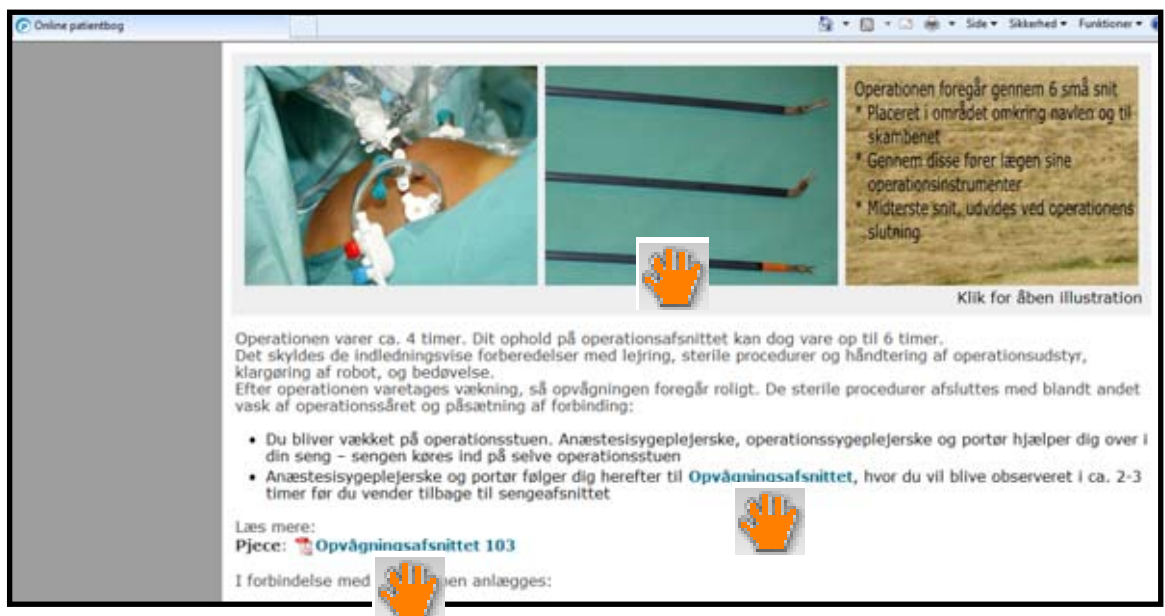 Online patientbog
Side
Sikkerhed
Funktioner
Operationen foregår gennem 6 små snit
* Placeret i området omkring navlen og til
skambenet
* Gennem disse fører lægen sine
operationsinstrumenter
* Midterste snit, udvides ved operationens
slutning
Klik for åben illustration
Operationen varer ca. 4 timer. Dit ophold på operationsafsnittet kan dog vare op til 6 timer.
Det skyldes de indledningsvise forberedelser med lejring, sterile procedurer og håndtering af operationsudstyr,
klargøring af robot, og bedøvelse.
Efter operationen varetages vækning, så opvågningen foregår roligt. De sterile procedurer afsluttes med blandt andet
vask af operationssåret og påsætning af forbinding:
• Du bliver vækket på operationsstuen. Anæstesisygeplejerske, operationssygeplejerske og portør hjælper dig over i
din seng – sengen køres ind på selve operationsstuen
• Anæstesisygeplejerske og portør følger dig herefter til Opvågningsafsnittet, hvor du vil blive observeret i ca. 2-3
timer før du vender tilbage til sengeafsnittet
Læs mere:
Pjece: Opvågningsafsnittet 103
I forbindelse med anlægges: